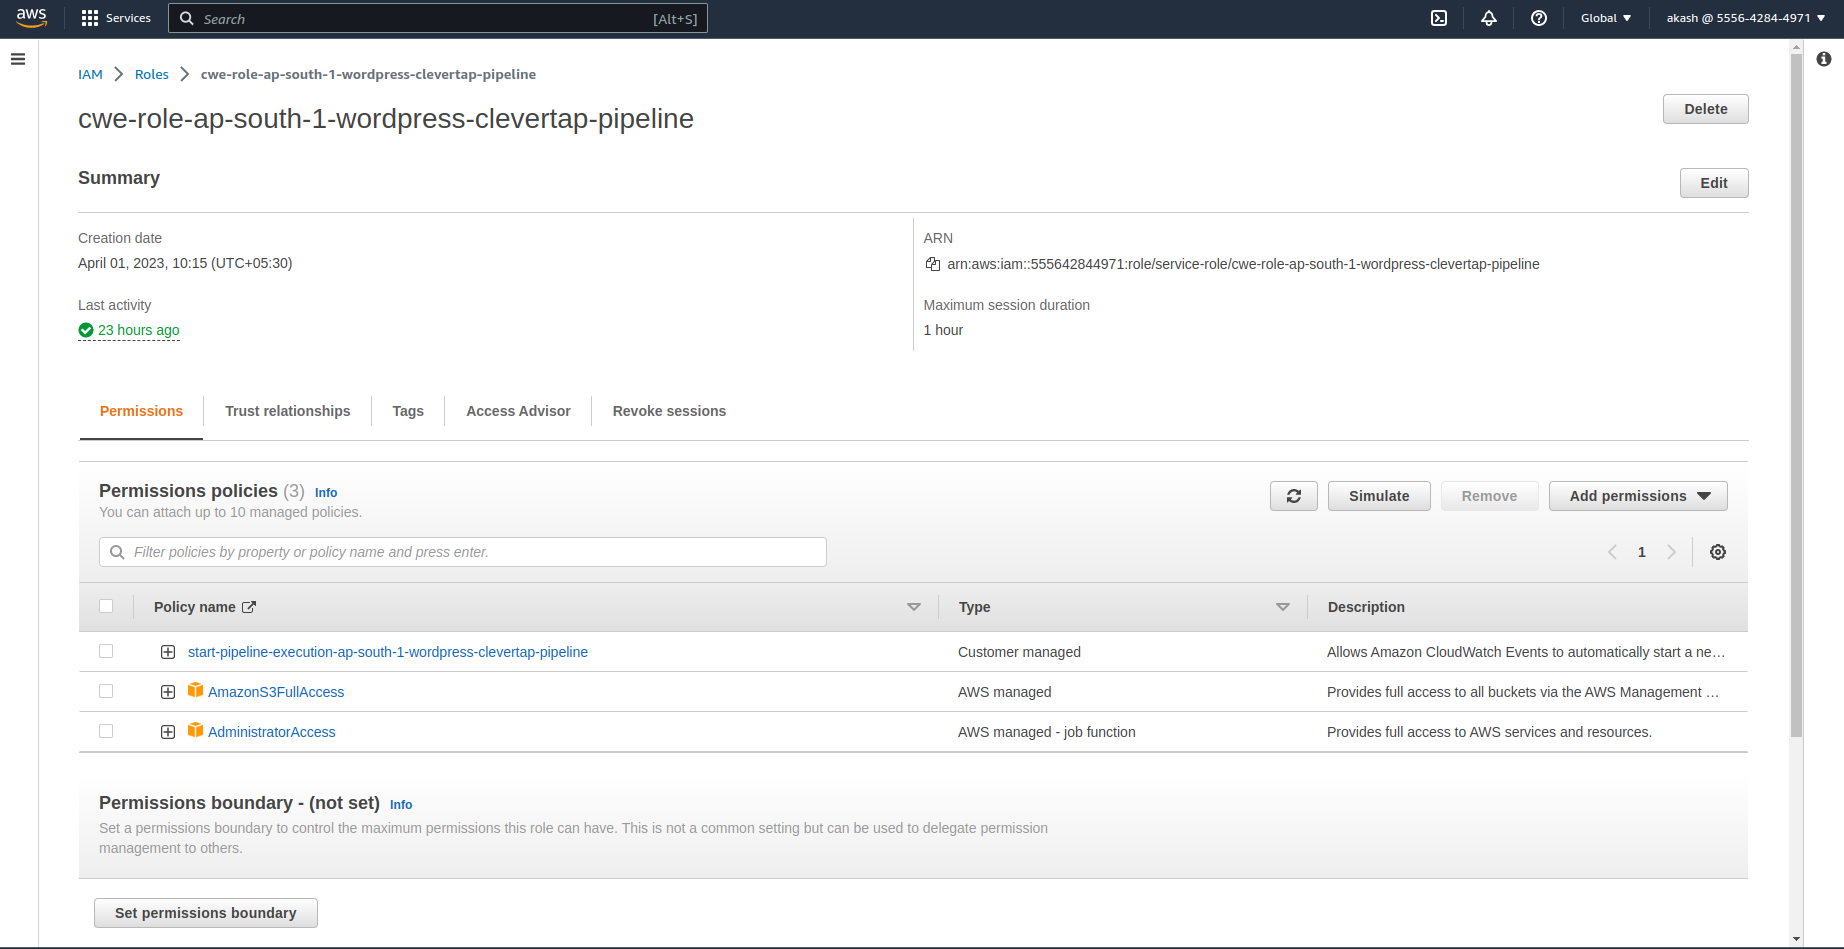 aws Services Search [Alt+S] Global akash @ 5556-4284-4971
IAM Roles cwe-role-ap-south-1-wordpress-clevertap-pipeline
cwe-role-ap-south-1-wordpress-clevertap-pipeline Delete
Summary Edit
Creation date ARN
April 01, 2023, 10:15 (UTC+05:30) arn:aws:iam::555642844971:role/service-role/cwe-role-ap-south-1-wordpress-clevertap-pipeline
Last activity Maximum session duration
23 hours ago 1 hour
Permissions Trust relationships Tags Access Advisor Revoke sessions
Permissions policies (3) Info Simulate Remove Add permissions
You can attach up to 10 managed policies.
Filter policies by property or policy name and press enter. 1
Policy name Type Description
start-pipeline-execution-ap-south-1-wordpress-clevertap-pipeline Customer managed Allows Amazon CloudWatch Events to automatically start a ne…
AmazonS3FullAccess AWS managed Provides full access to all buckets via the AWS Management …
AdministratorAccess AWS managed - job function Provides full access to AWS services and resources.
Permissions boundary - (not set) Info
Set a permissions boundary to control the maximum permissions this role can have. This is not a common setting but can be used to delegate permission
management to others.
Set permissions boundary